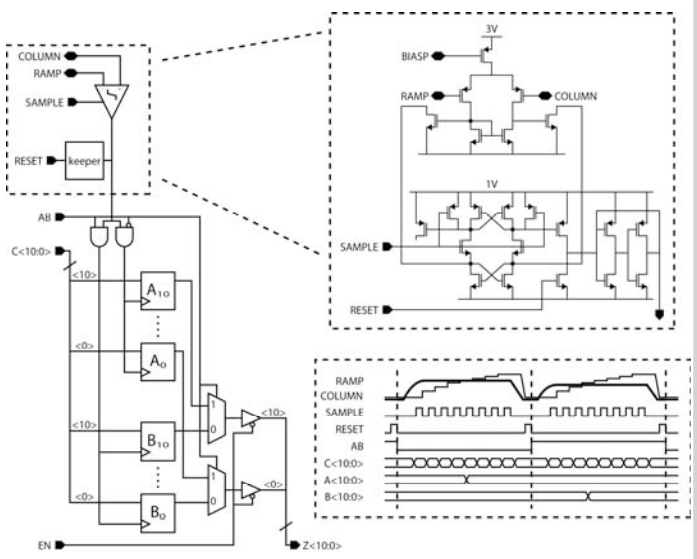 COLUMN
RAMP
SAMPLE
RESET
keeper
AB
C<10:0>
<10>
A10
<0>
A0
<10>
B10
<0>
B0
1
0
1
0
<10>
<0>
EN
Z<10:0>
3V
BIASP
RAMP
COLUMN
1V
SAMPLE
RESET
RAMP
COLUMN
SAMPLE
RESET
AB
C<10:0>
A<10:0>
B<10:0>